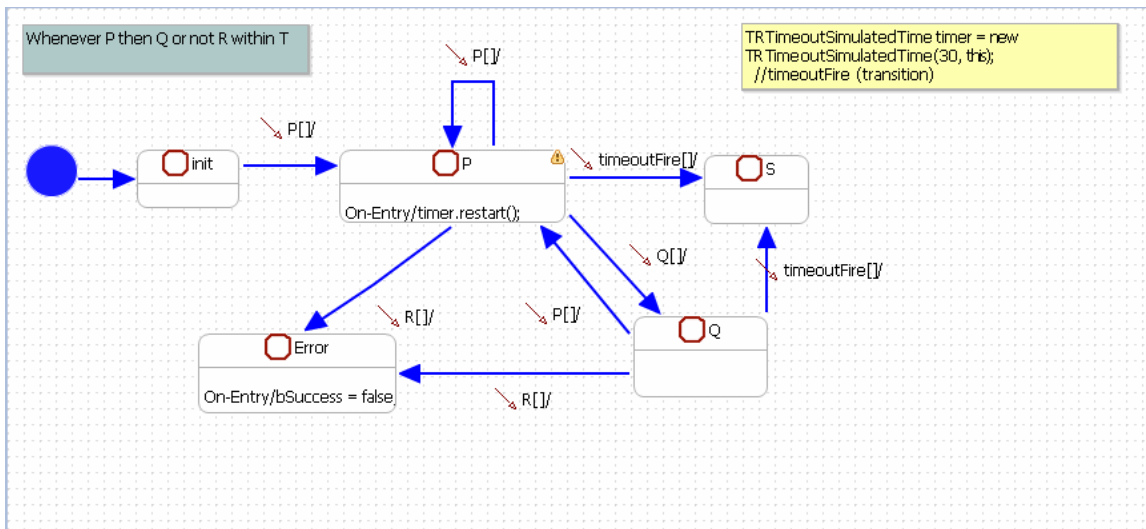 Whenever P then Q or not R within T
TRTimeoutSimulatedTime timer = new
TRTimeoutSimulatedTime(30, this);
//timeoutFire (transition)
P[]/
P[]/
init
P
On-Entry/timer.restart();
timeoutFire[]/
S
Q[]/
timeoutFire[]/
R[]/
P[]/
Error
On-Entry/bSuccess = false
Q
R[]/